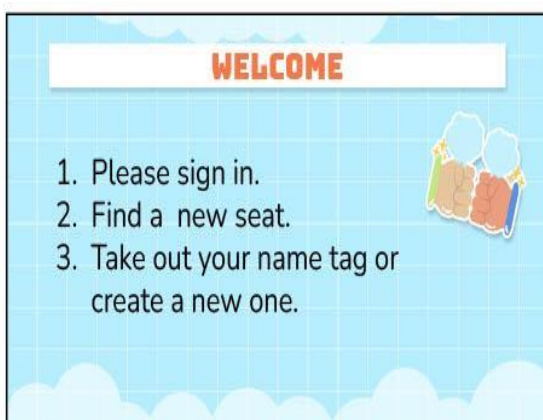 WELCOME
1. Please sign in.
2. Find a new seat.
3. Take out your name tag or
create a new one.